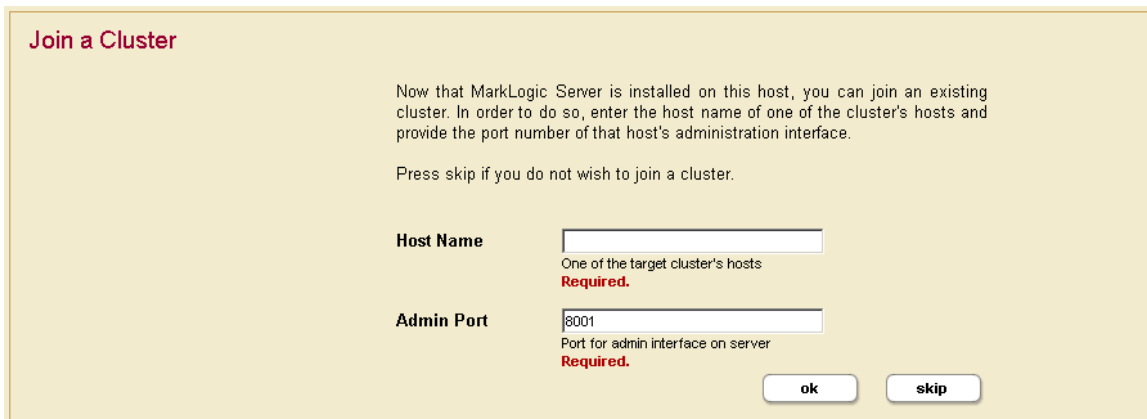 Join a Cluster
Now that MarkLogic Server is installed on this host, you can join an existing
cluster. In order to do so, enter the host name of one of the cluster's hosts and
provide the port number of that host's administration interface.
Press skip if you do not wish to join a cluster.
Host Name
One of the target cluster's hosts
Required.
Admin Port 8001
Port for admin interface on server
Required.
ok skip